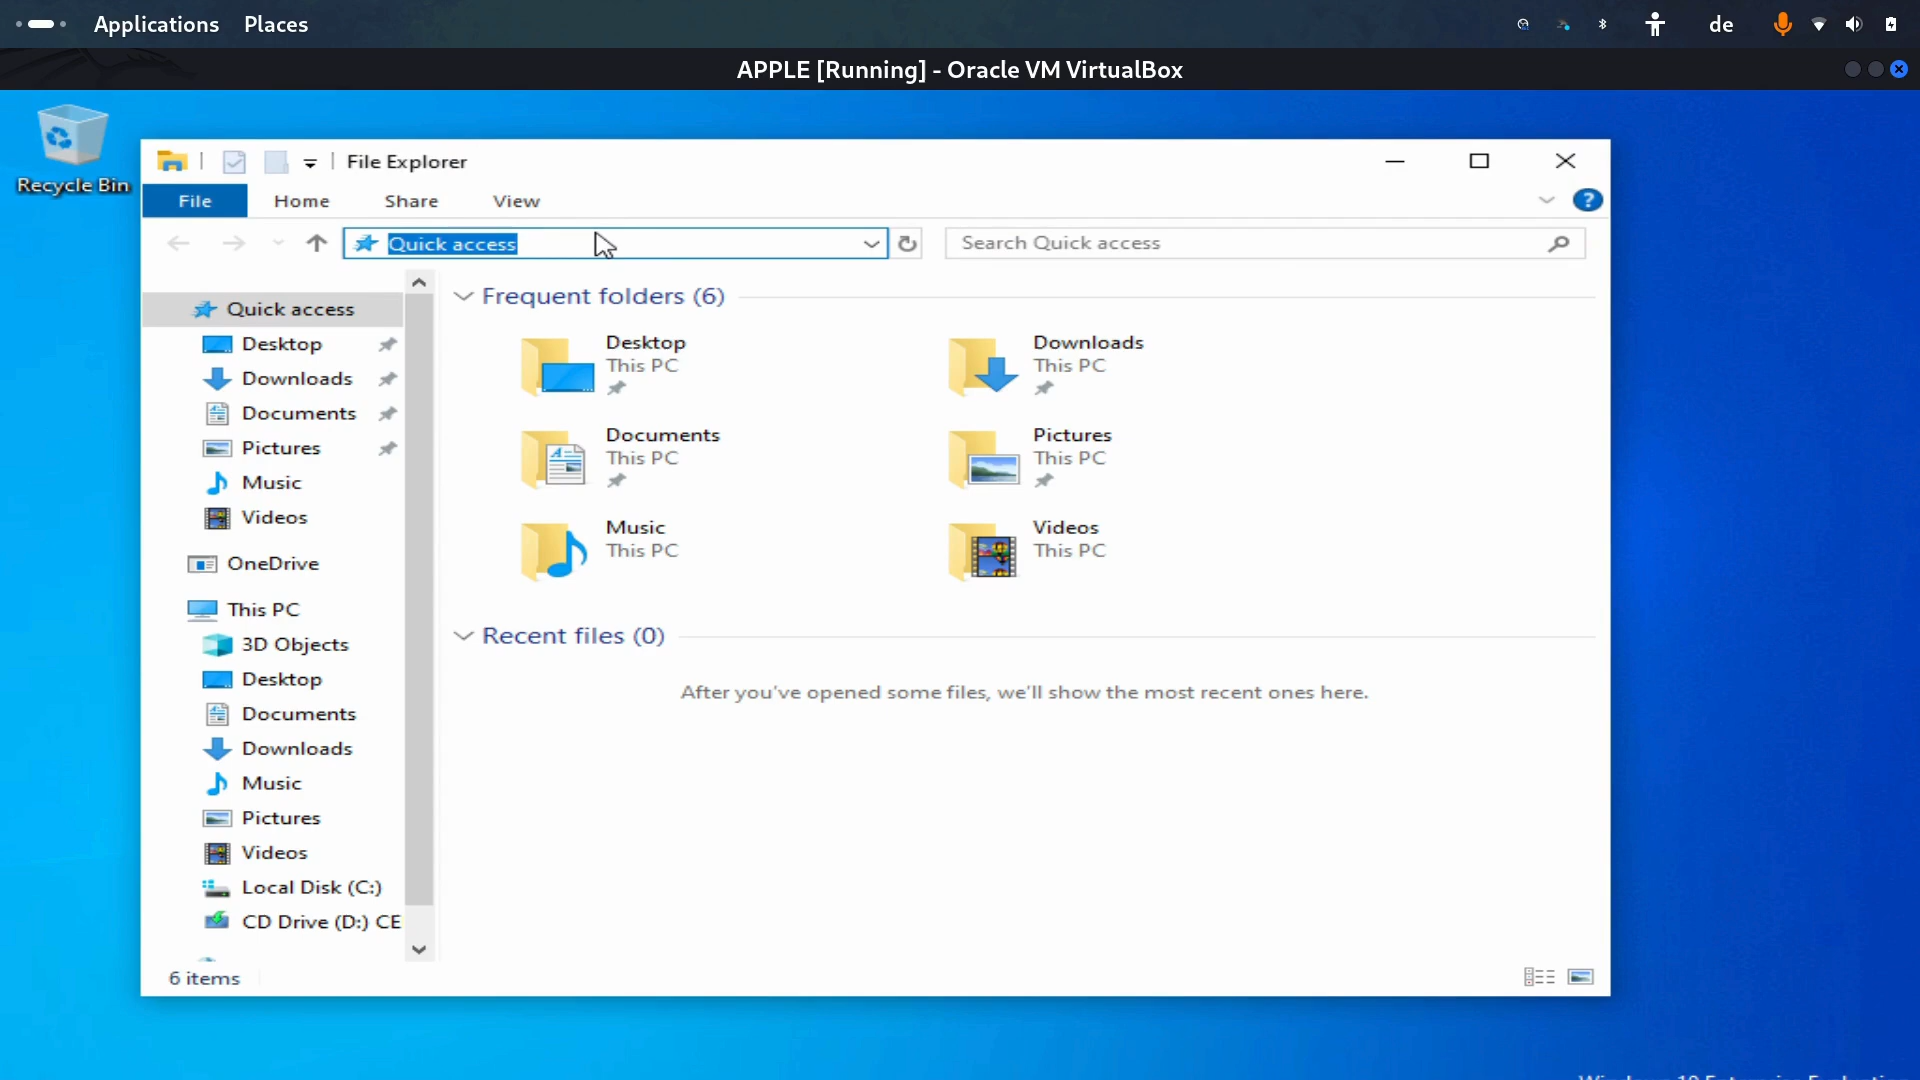 Applications Places de
APPLE [Running] - Oracle VM VirtualBox
Recycle Bin
File Explorer
File Home Share View
Quick access
Search Quick access
Quick access
Desktop
Downloads
Documents
Pictures
Music
Videos
OneDrive
This PC
3D Objects
Desktop
Documents
Downloads
Music
Pictures
Videos
Local Disk (C:)
CD Drive (D:) CE
Frequent folders (6)
Desktop
This PC
Downloads
This PC
Documents
This PC
Pictures
This PC
Music
This PC
Videos
This PC
Recent files (0)
After you've opened some files, we'll show the most recent ones here.
6 items